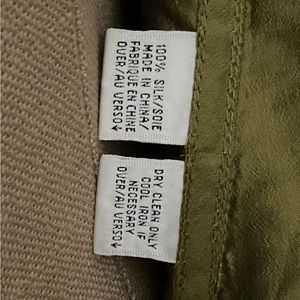 100% SILK/SOIE
MADE IN CHINA/
FABRIQUE EN CHINE
OVER/AU VERSO
DRY CLEAN ONLY
COOL IRON IF
NECESSARY
OVER/AU VERSO